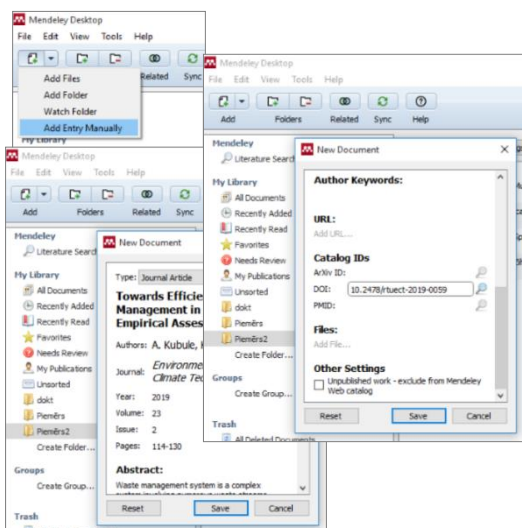 Mendeley Desktop
File Edit View Tools Help
Related Sync
Add Files
Add Folder
Watch Folder
Add Entry Manually
My Library
Mendeley Desktop
File Edit View Tools Help
Add Folders Related Sync Help
Mendeley
Literature Search
My Library
All Documents
Recently Added
Recently Read
Favorites
Needs Review
My Publications
Unsorted
dokt
Piemērs
Piemērs2
Create Folder...
Groups
Create Group...
Trash
All Deleted Documents
New Document
Author Keywords:
URL:
Add URL...
Catalog IDs
ArXiv ID:
DOI: 10.2478/rtuect-2019-0059
PMID:
Files:
Add File...
Other Settings
Unpublished work - exclude from Mendeley
Web catalog
Reset Save Cancel
Mendeley Desktop
File Edit View Tools Help
Add Folders Related Sync
Mendeley
Literature Search
My Library
All Documents
Recently Added
Recently Read
Favorites
Needs Review
My Publications
Unsorted
dokt
Piemērs
Piemērs2
Create Folder...
Groups
Create Group...
Trash
New Document
Type: Journal Article
Towards Efficie
Management in
Empirical Asses
Authors: A. Kubule,
Journal: Environme
Climate Tec
Year: 2019
Volume: 23
Issue: 2
Pages: 114-130
Abstract:
Waste management system is a complex
system involving numerous waste streams
Reset Save Cancel